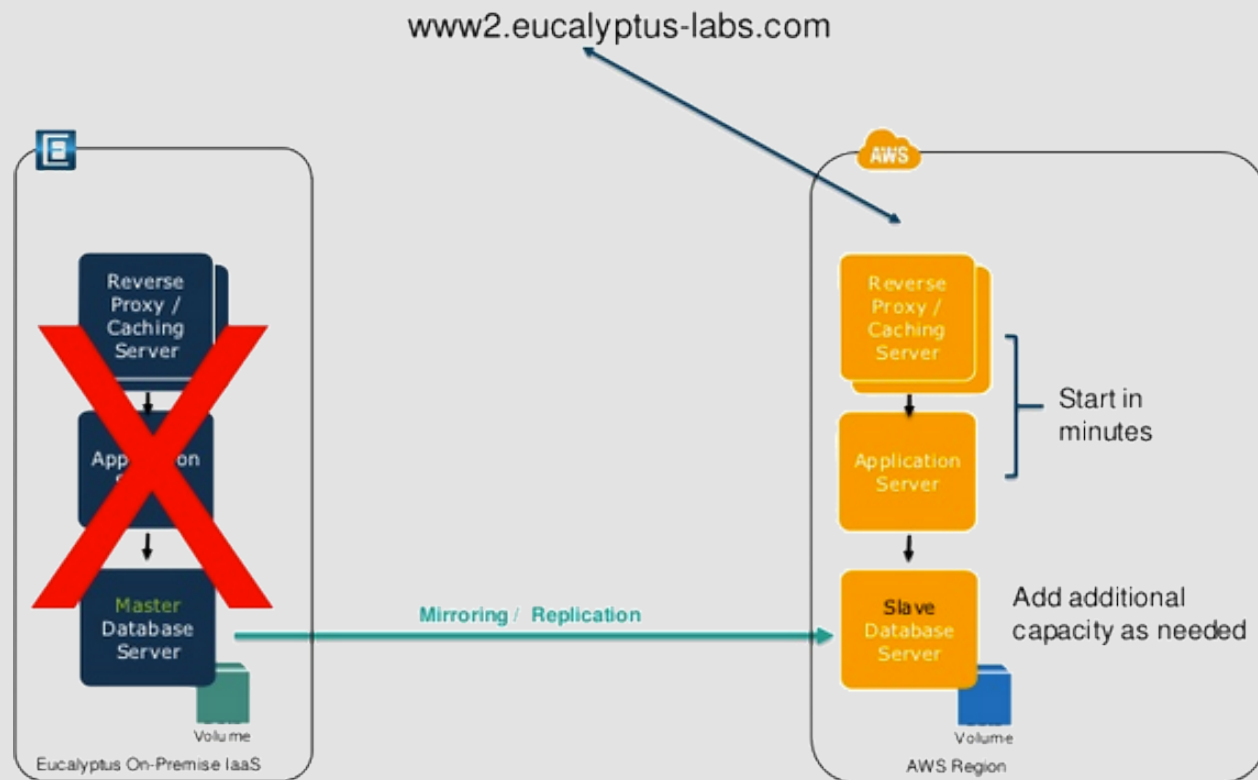 www2.eucalyptus-labs.com
AWS
Reverse
Proxy /
Caching
Server
Master
Database
Server
Volume
Eucalyptus On-Premise IaaS
Mirroring / Replication
Reverse
Proxy /
Caching
Server
Application
Server
Slave
Database
Server
Volume
AWS Region
Start in
minutes
Add additional
capacity as needed